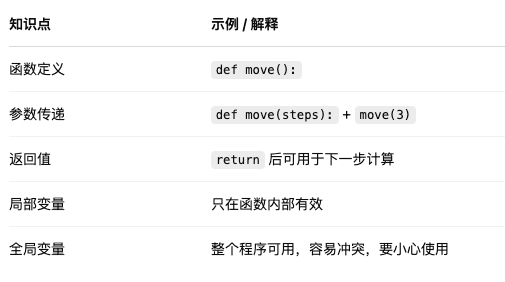 知识点 示例 / 解释
函数定义 def move():
参数传递 def move(steps): + move(3)
返回值 return 后可用于下一步计算
局部变量 只在函数内部有效
全局变量 整个程序可用，容易冲突，要小心使用